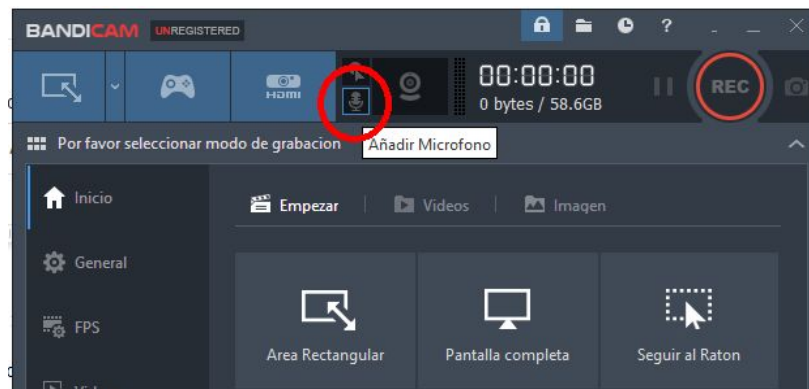 BANDICAM UNREGISTERED
?
HDMI
00:00:00
0 bytes / 58.6GB
REC
Por favor seleccionar modo de grabacion
Añadir Microfono
Inicio
Empezar
Videos
Imagen
General
FPS
Area Rectangular
Pantalla completa
Seguir al Raton